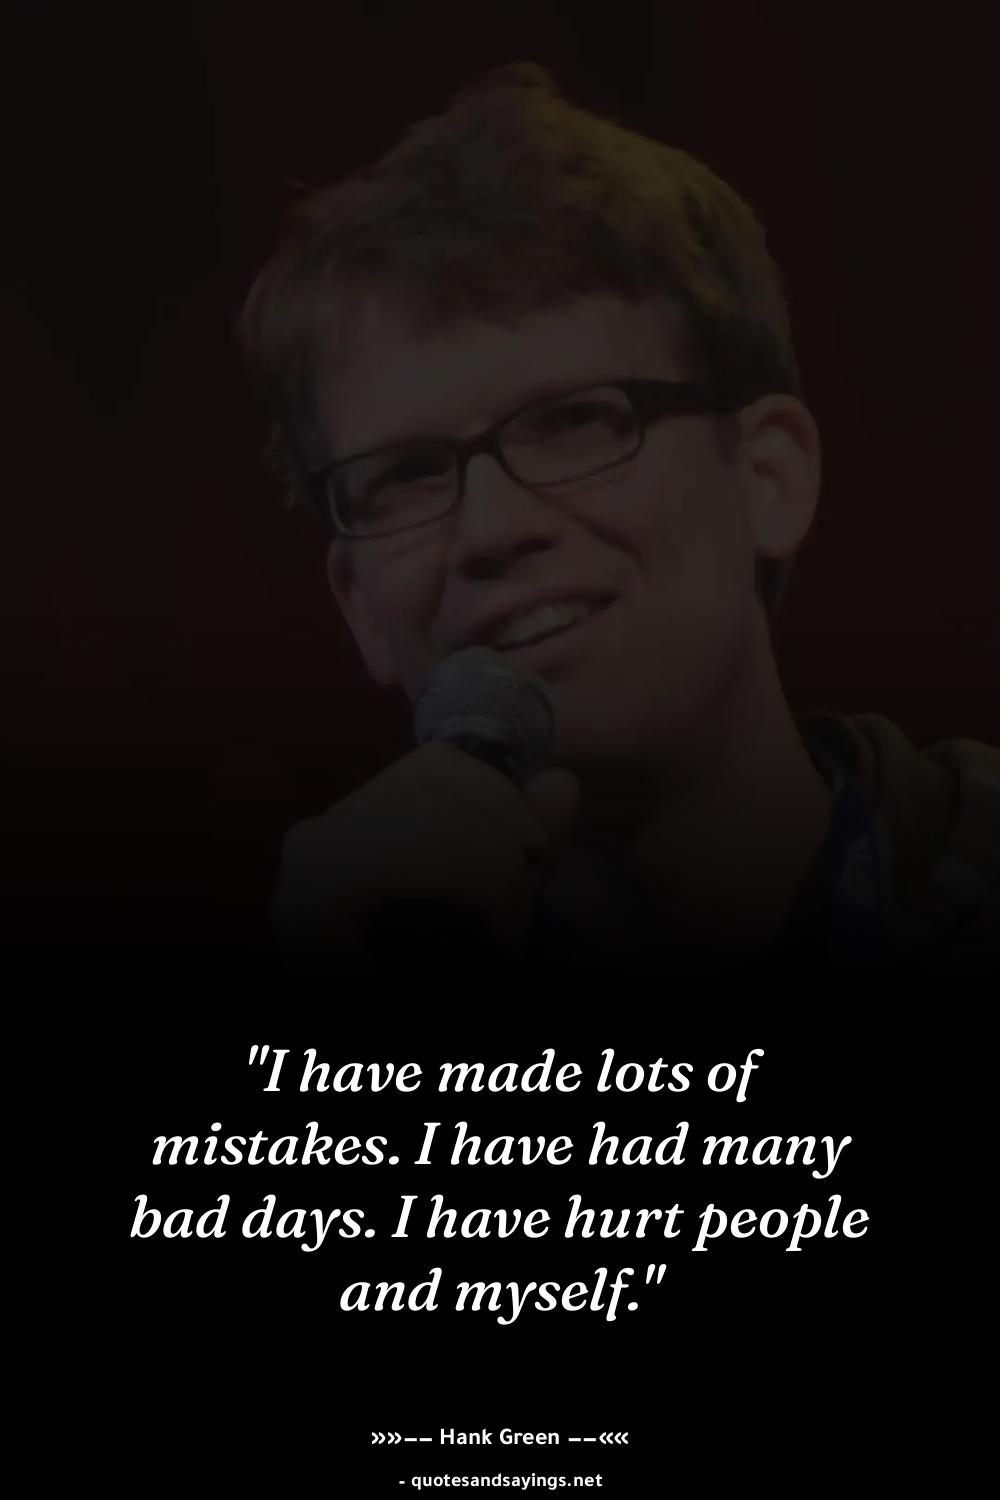 "I have made lots of
mistakes. I have had many
bad days. I have hurt people
and myself."
»»−− Hank Green −−««
- quotesandsayings.net